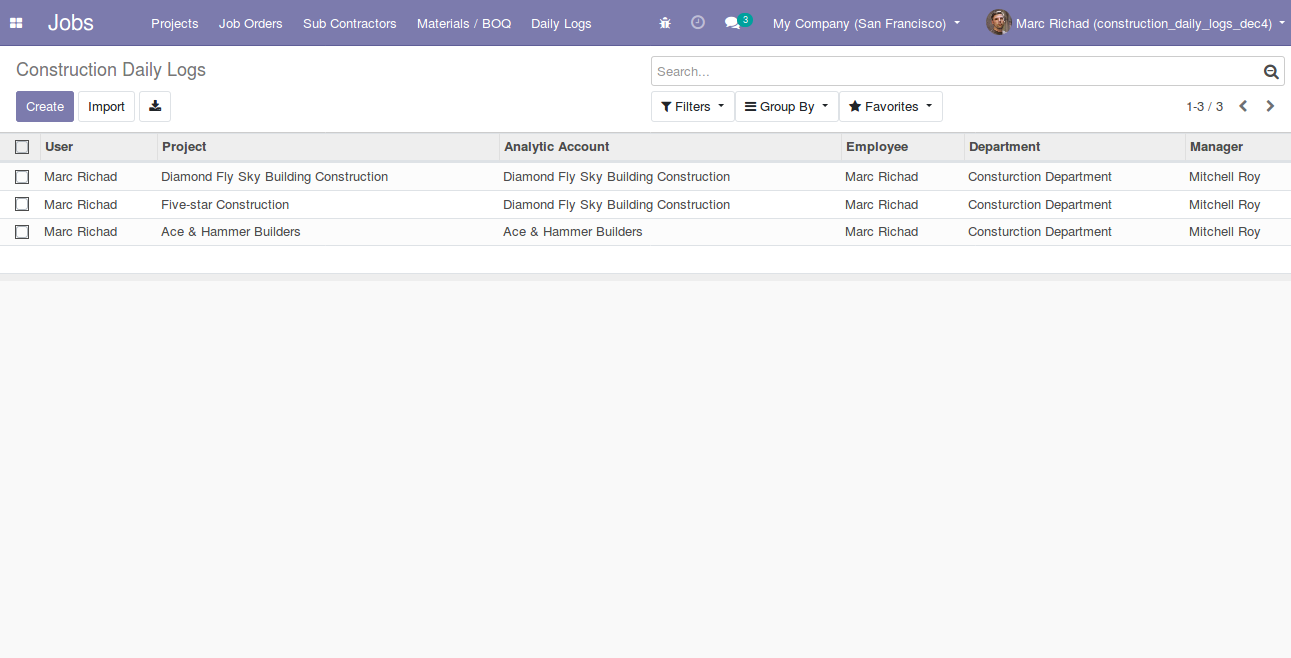 Jobs Projects Job Orders Sub Contractors Materials / BOQ Daily Logs 3 My Company (San Francisco) Marc Richad (construction_daily_logs_dec4)
Construction Daily Logs Search...
Create Import Filters Group By Favorites 1-3 / 3
User Project Analytic Account Employee Department Manager
Marc Richad Diamond Fly Sky Building Construction Diamond Fly Sky Building Construction Marc Richad Consturction Department Mitchell Roy
Marc Richad Five-star Construction Diamond Fly Sky Building Construction Marc Richad Consturction Department Mitchell Roy
Marc Richad Ace & Hammer Builders Ace & Hammer Builders Marc Richad Consturction Department Mitchell Roy